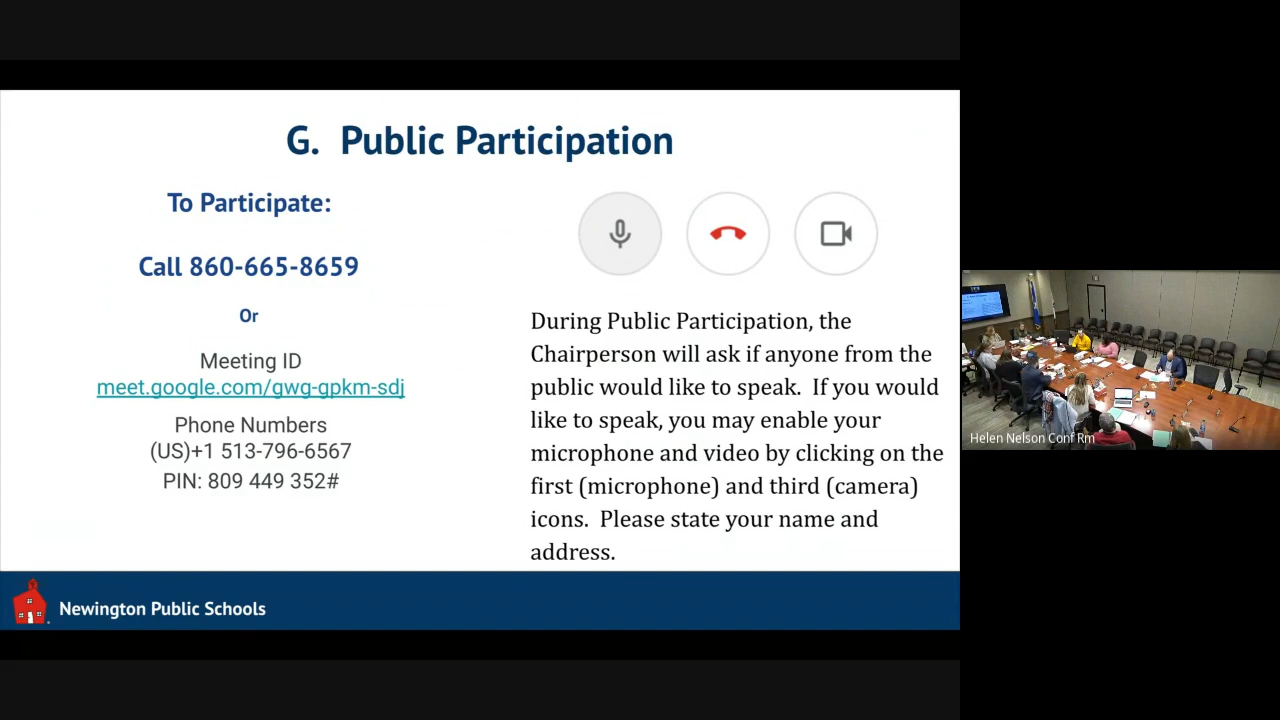 G. Public Participation
To Participate:
Call 860-665-8659
Or
Meeting ID
meet.google.com/gwg-gpkm-sdj
Phone Numbers
(US)+1 513-796-6567
PIN: 809 449 352#
During Public Participation, the
Chairperson will ask if anyone from the
public would like to speak. If you would
like to speak, you may enable your
microphone and video by clicking on the
first (microphone) and third (camera)
icons. Please state your name and
address.
Newington Public Schools
Helen Nelson Conf Rm